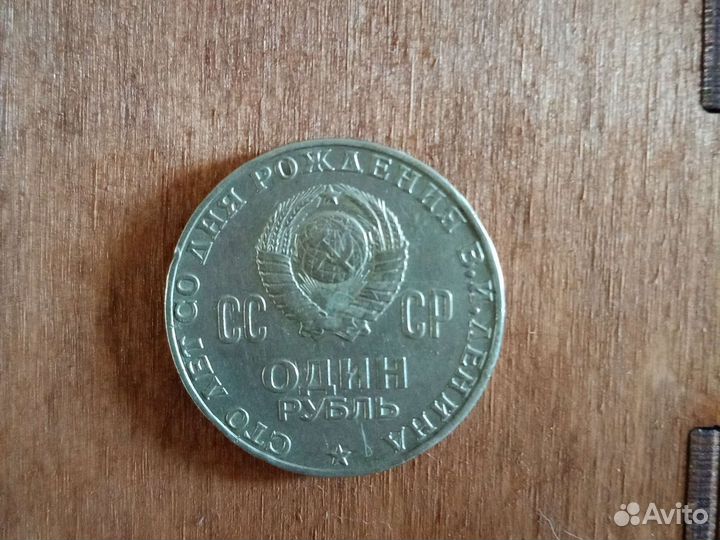 СТО ЛЕТ СО ДНЯ РОЖДЕНИЯ В.И.ЛЕНИНА
СС СР
ОДИН
РУБЛЬ
Avito